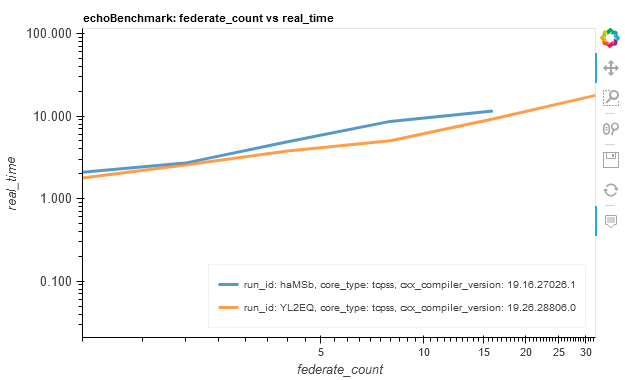 echoBenchmark: federate_count vs real_time
100.000
10.000
1.000
0.100
real_time
run_id: haMSb, core_type: tcpss, cxx_compiler_version: 19.16.27026.1
run_id: YL2EQ, core_type: tcpss, cxx_compiler_version: 19.26.28806.0
5 10 15 20 25 30
federate_count